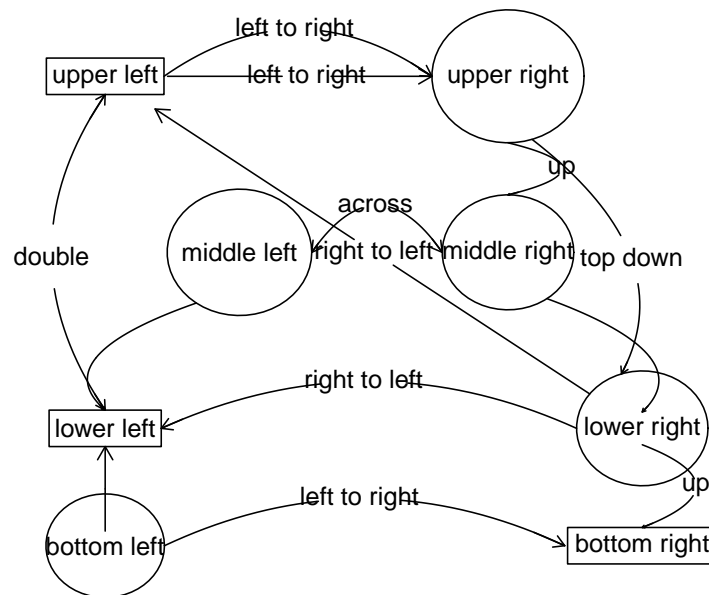 left to right
upper left
left to right
upper right
up
across
double
middle left
right to left
middle right
top down
right to left
lower left
lower right
up
left to right
bottom left
bottom right